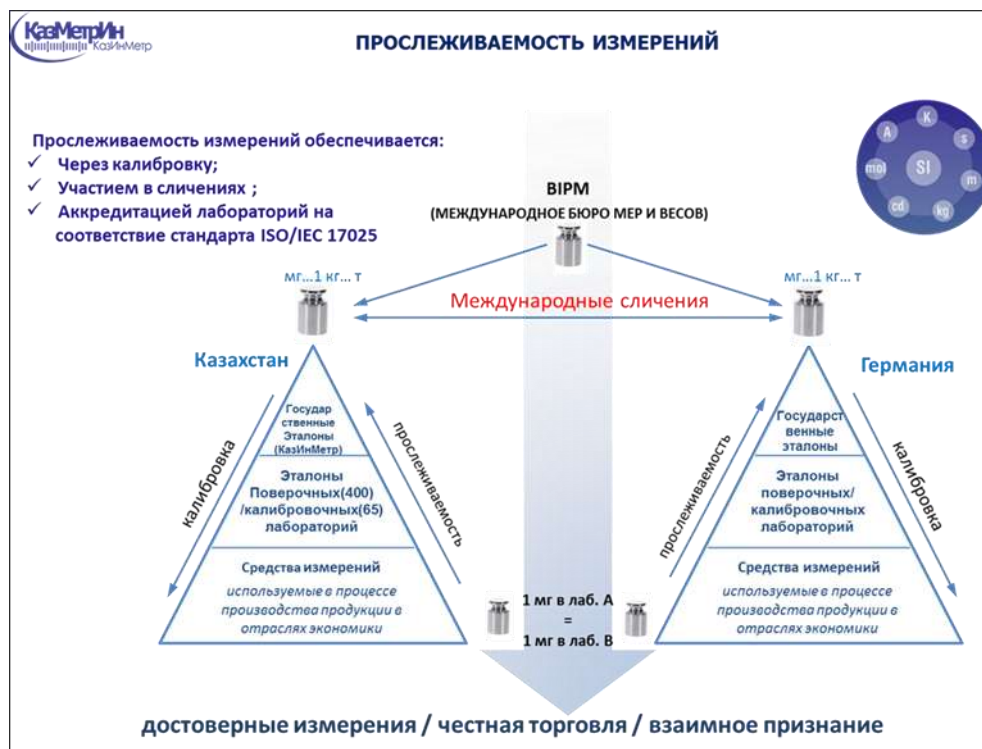 КазМетрИн
КазИнМетр
ПРОСЛЕЖИВАЕМОСТЬ ИЗМЕРЕНИЙ
Прослеживаемость измерений обеспечивается:
✓ Через калибровку;
✓ Участием в сличениях ;
✓ Аккредитацией лабораторий на
соответствие стандарта ISO/IEC 17025
K
A
s
mol
SI
m
cd
kg
BIPM
(МЕЖДУНАРОДНОЕ БЮРО МЕР И ВЕСОВ)
мг...1 кг... т
мг...1 кг... т
Международные сличения
Казахстан
Германия
Государ
ственные
Эталоны
(КазИнМетр)
Эталоны
Поверочных(400)
/калибровочных(65)
лабораторий
Средства измерений
используемые в процессе
производства продукции в
отраслях экономики
калибровка
прослеживаемость
Государст
венные
эталоны
Эталоны
поверочных/
калибровочных
лабораторий
Средства измерений
используемые в процессе
производства продукции в
отраслях экономики
прослеживаемость
калибровка
1 мг в лаб. А
=
1 мг в лаб. В
достоверные измерения / честная торговля / взаимное признание